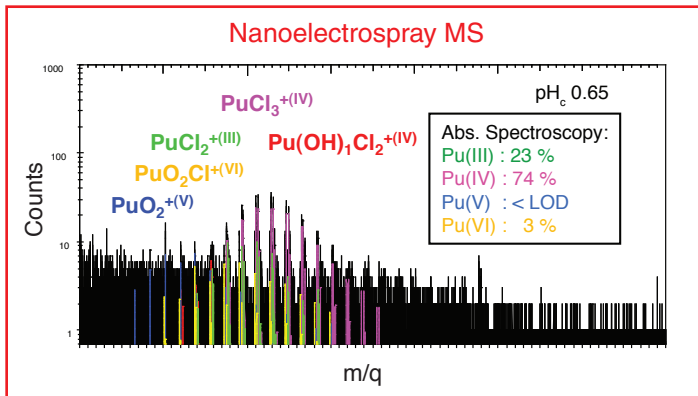 Nanoelectrospray MS
1000
pHc 0.65
PuCl3+(IV)
Abs. Spectroscopy:
PuCl2+(III)
Pu(OH)1Cl2+(IV)
Pu(III) : 23 %
100
PuO2Cl+(VI)
Pu(IV) : 74 %
PuO2+(V)
Pu(V) : < LOD
Pu(VI) : 3 %
Counts
10
1
m/q